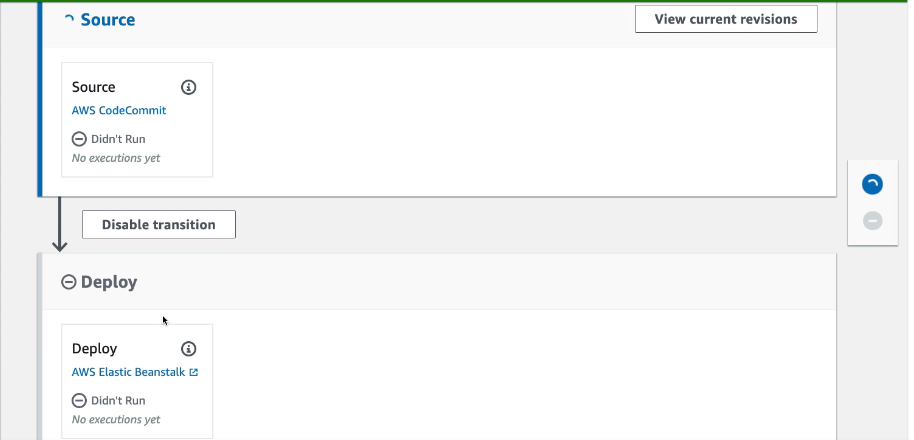 Source
View current revisions
Source
AWS CodeCommit
Didn't Run
No executions yet
Disable transition
Deploy
Deploy
AWS Elastic Beanstalk
Didn't Run
No executions yet